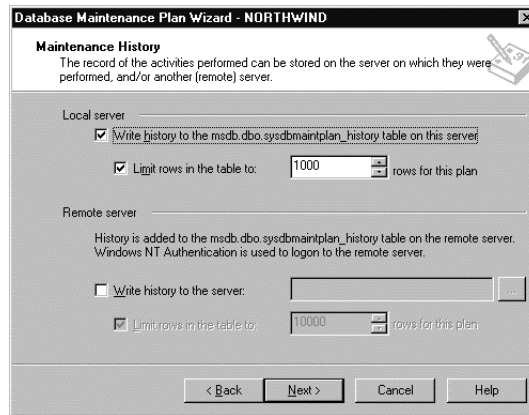 Database Maintenance Plan Wizard - NORTHWIND
Maintenance History
The record of the activities performed can be stored on the server on which they were
performed, and/or another (remote) server.
Local server
Write history to the msdb.dbo.sysdbmaintplan_history table on this server
Limit rows in the table to: 1000 rows for this plan
Remote server
History is added to the msdb.dbo.sysdbmaintplan_history table on the remote server.
Windows NT Authentication is used to logon to the remote server.
Write history to the server: ...
Limit rows in the table to: 10000 rows for this plan
< Back Next > Cancel Help